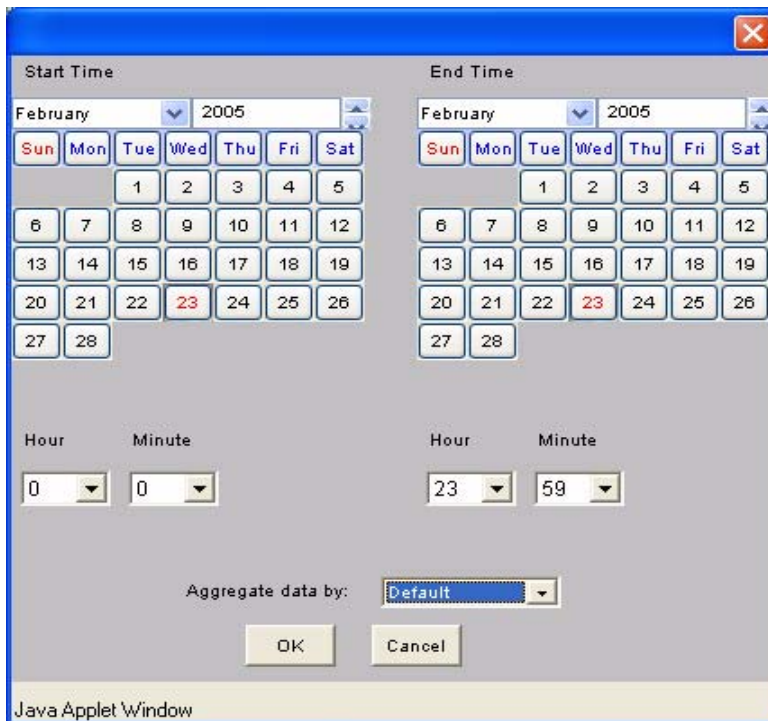 Start Time
February 2005
Sun Mon Tue Wed Thu Fri Sat
1 2 3 4 5
6 7 8 9 10 11 12
13 14 15 16 17 18 19
20 21 22 23 24 25 26
27 28
Hour Minute
0 0
End Time
February 2005
Sun Mon Tue Wed Thu Fri Sat
1 2 3 4 5
6 7 8 9 10 11 12
13 14 15 16 17 18 19
20 21 22 23 24 25 26
27 28
Hour Minute
23 59
Aggregate data by: Default
OK Cancel
Java Applet Window